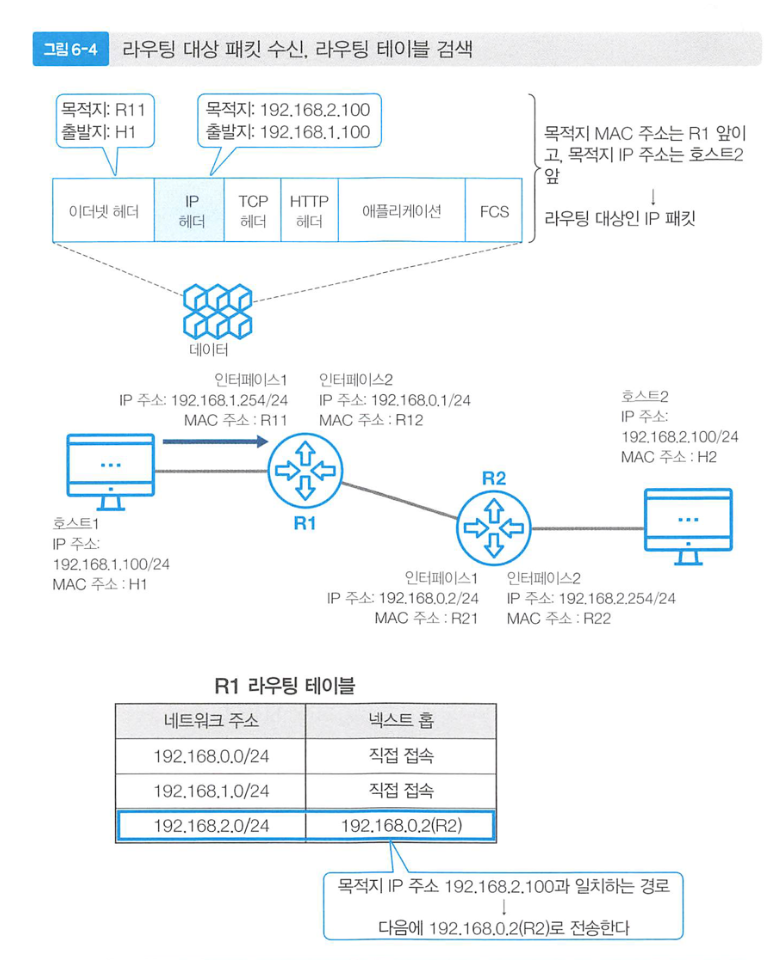 그림 6-4 라우팅 대상 패킷 수신, 라우팅 테이블 검색
목적지: R11
출발지: H1
목적지: 192.168.2.100
출발지: 192.168.1.100
목적지 MAC 주소는 R1 앞이
고, 목적지 IP 주소는 호스트2
앞
↓
라우팅 대상인 IP 패킷
이더넷 헤더
IP
헤더
TCP
헤더
HTTP
헤더
애플리케이션
FCS
데이터
인터페이스1
IP 주소: 192.168.1.254/24
MAC 주소 : R11
인터페이스2
IP 주소: 192.168.0.1/24
MAC 주소 : R12
호스트2
IP 주소:
192.168.2.100/24
MAC 주소 : H2
R1
R2
호스트1
IP 주소:
192.168.1.100/24
MAC 주소 : H1
인터페이스1
IP 주소: 192.168.0.2/24
MAC 주소 : R21
인터페이스2
IP 주소: 192.168.2.254/24
MAC 주소 : R22
R1 라우팅 테이블
네트워크 주소 넥스트 홉
192.168.0.0/24 직접 접속
192.168.1.0/24 직접 접속
192.168.2.0/24 192.168.0.2(R2)
목적지 IP 주소 192.168.2.100과 일치하는 경로
↓
다음에 192.168.0.2(R2)로 전송한다